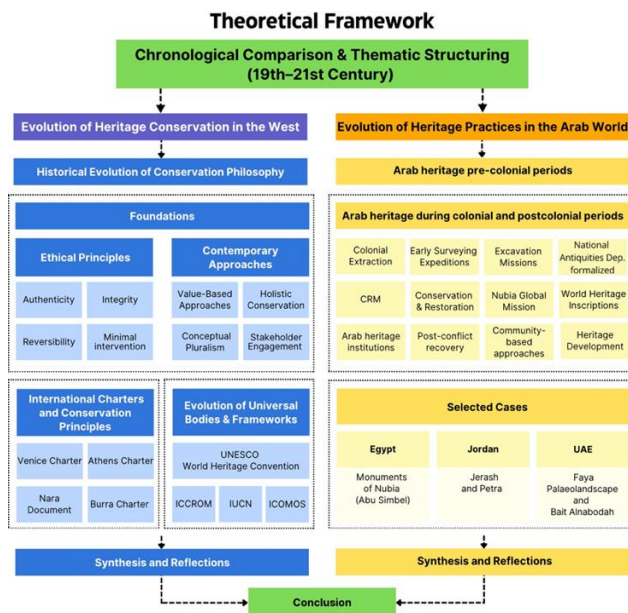 Theoretical Framework
Chronological Comparison & Thematic Structuring
(19th–21st Century)
Evolution of Heritage Conservation in the West
Historical Evolution of Conservation Philosophy
Foundations
Ethical Principles
Authenticity
Integrity
Reversibility
Minimal
intervention
Contemporary
Approaches
Value-Based
Approaches
Holistic
Conservation
Conceptual
Pluralism
Stakeholder
Engagement
International Charters
and Conservation
Principles
Venice Charter
Athens Charter
Nara
Document
Burra Charter
Evolution of Universal
Bodies & Frameworks
UNESCO
World Heritage Convention
ICCROM
IUCN
ICOMOS
Synthesis and Reflections
Evolution of Heritage Practices in the Arab World
Arab heritage pre-colonial periods
Arab heritage during colonial and postcolonial periods
Colonial
Extraction
Early Surveying
Expeditions
Excavation
Missions
National
Antiquities Dep.
formalized
CRM
Conservation
& Restoration
Nubia Global
Mission
World Heritage
Inscriptions
Arab heritage
institutions
Post-conflict
recovery
Community-
based
approaches
Heritage
Development
Selected Cases
Egypt
Monuments
of Nubia
(Abu Simbel)
Jordan
Jerash
and Petra
UAE
Faya
Palaeolandscape
and
Bait Alnabodah
Synthesis and Reflections
Conclusion